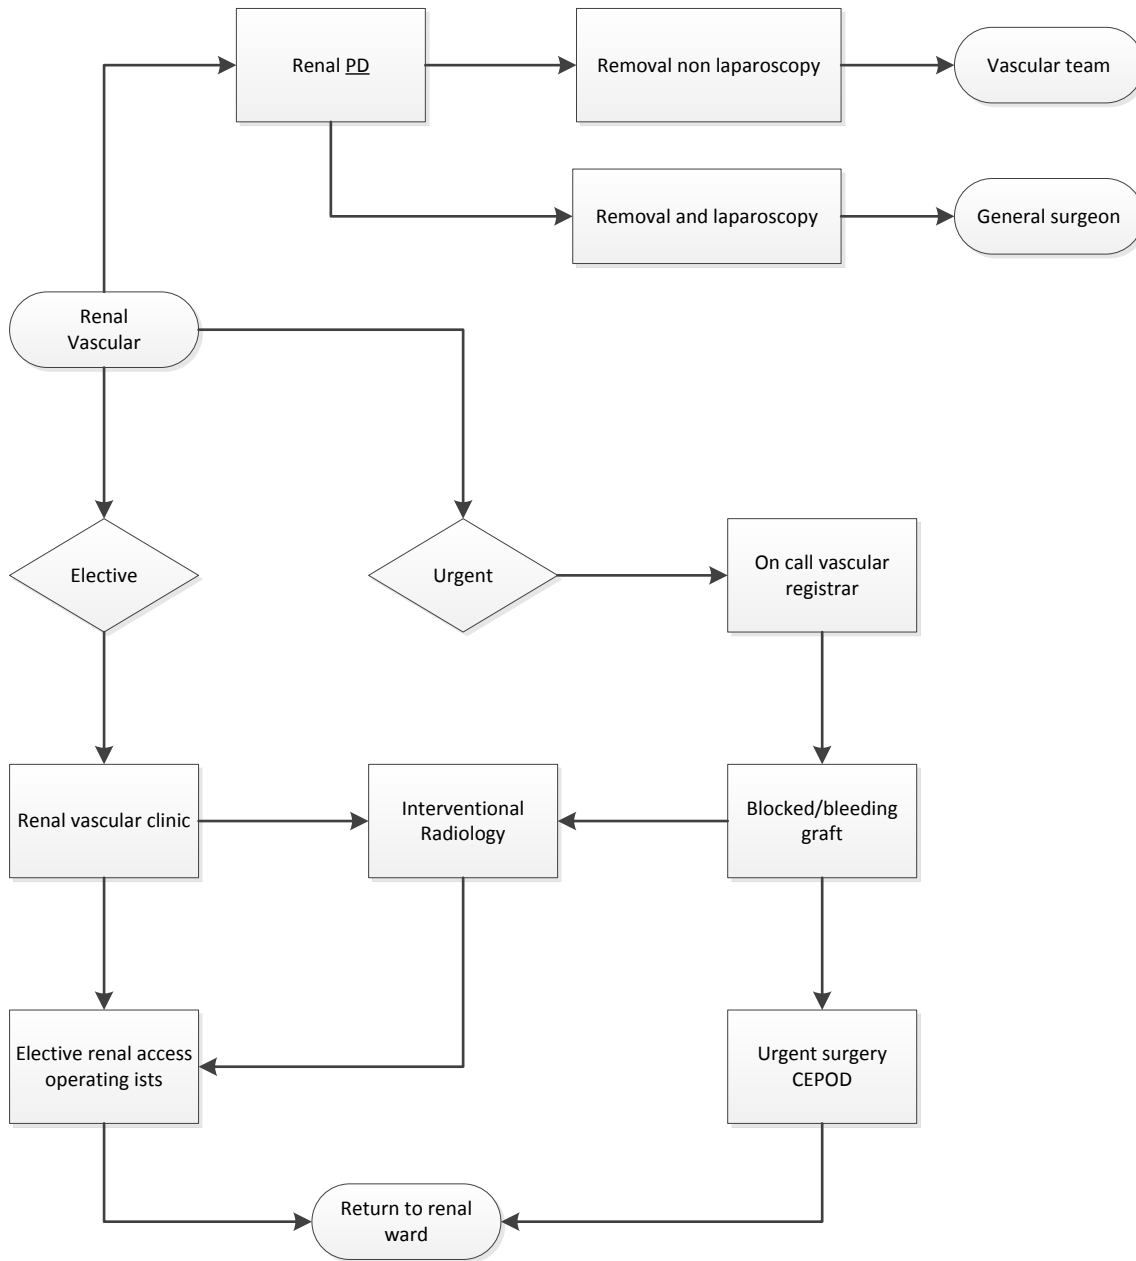 Renal PD
Removal non laparoscopy
Vascular team
Removal and laparoscopy
General surgeon
Renal
Vascular
Elective
Urgent
On call vascular
registrar
Renal vascular clinic
Interventional
Radiology
Blocked/bleeding
graft
Elective renal access
operating ists
Urgent surgery
CEPOD
Return to renal
ward